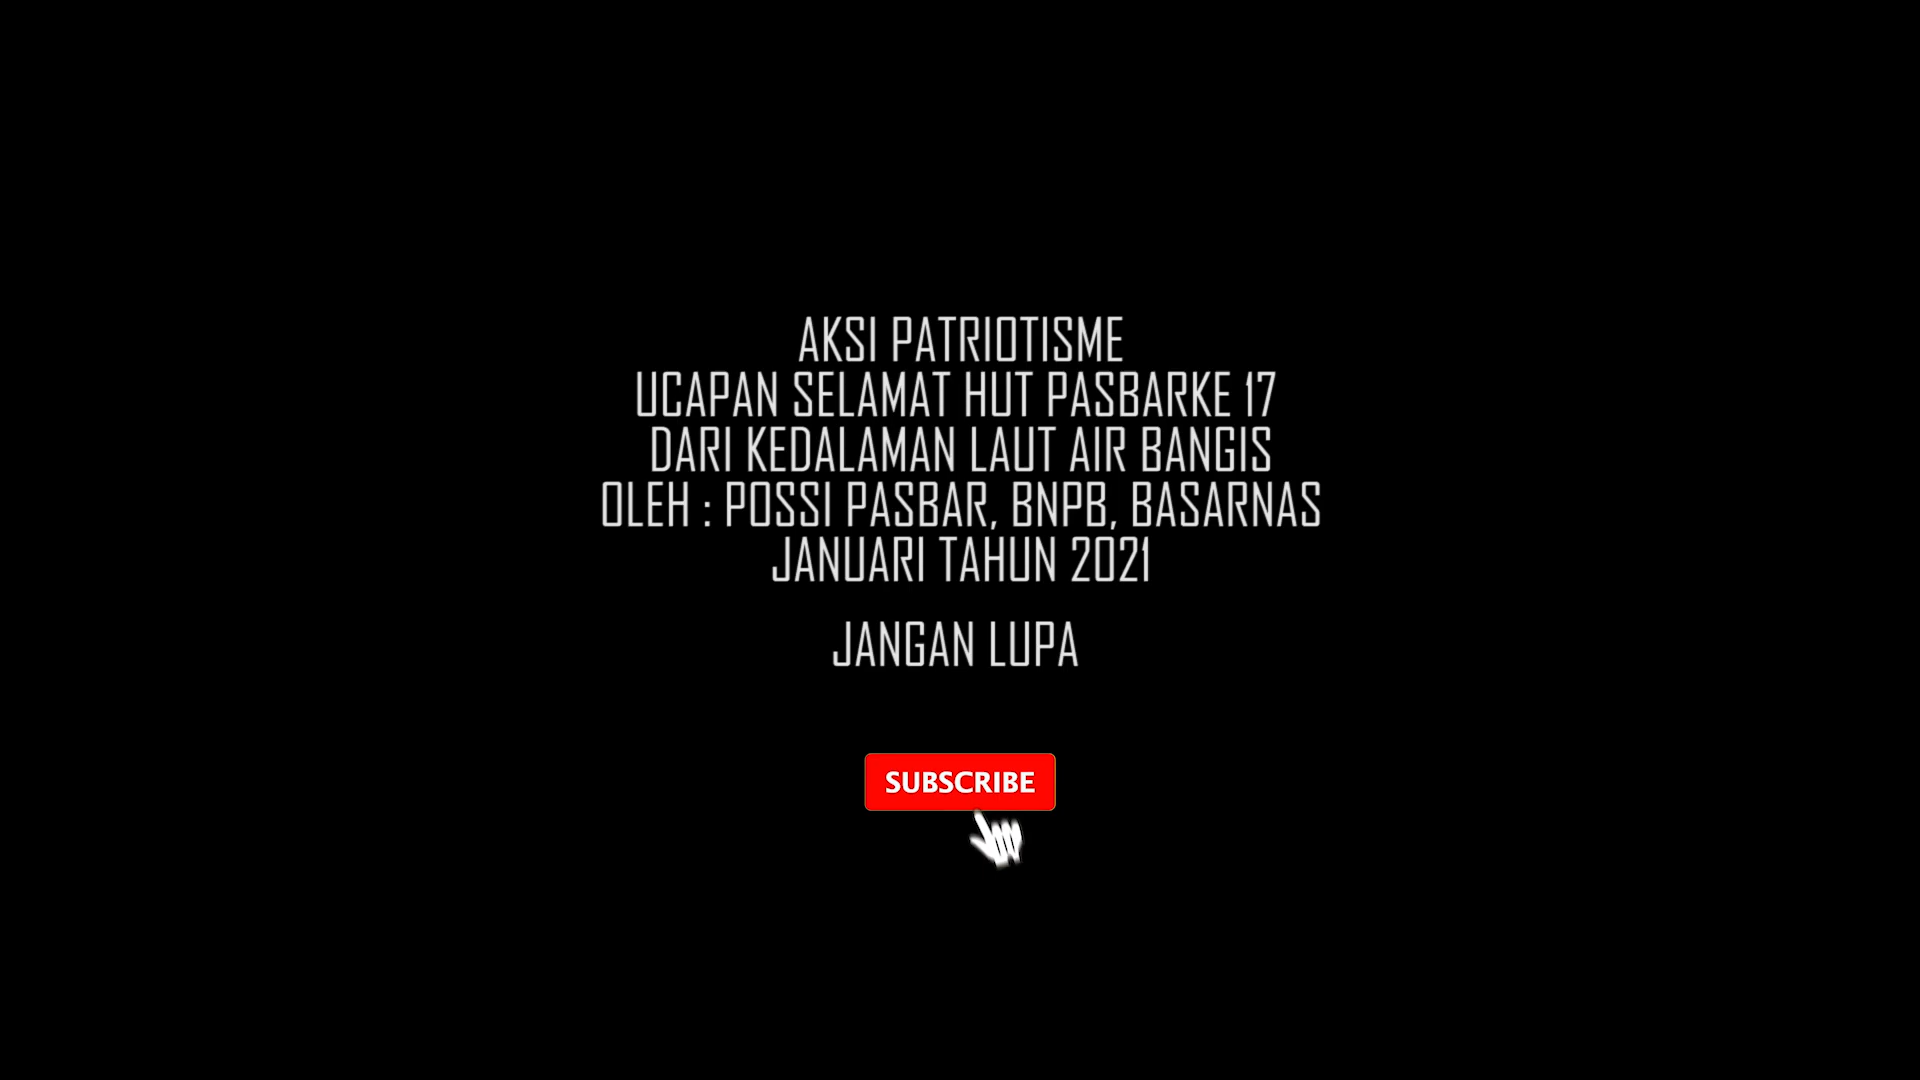 AKSI PATRIOTISME
UCAPAN SELAMAT HUT PASBARKE 17
DARI KEDALAMAN LAUT AIR BANGIS
OLEH : POSSI PASBAR, BNPB, BASARNAS
JANUARI TAHUN 2021
JANGAN LUPA
SUBSCRIBE